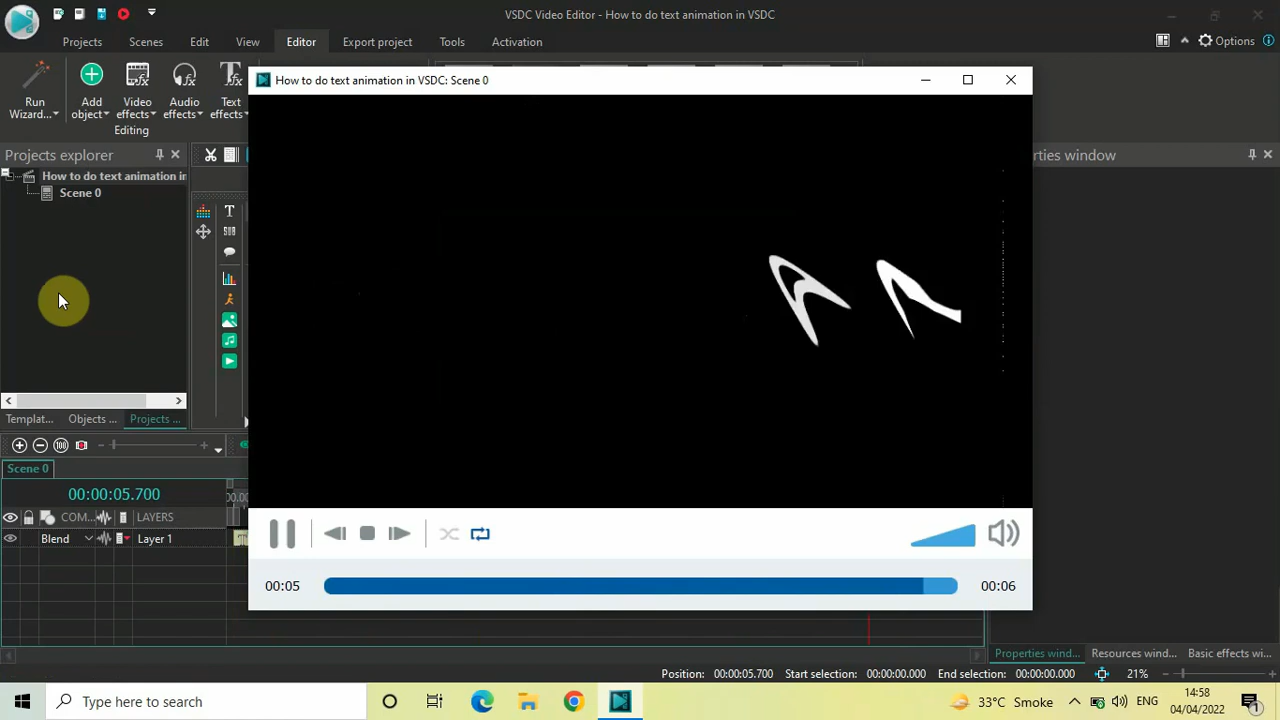 VSDC Video Editor - How to do text animation in VSDC
Projects Scenes Edit View Editor Export project Tools Activation Options
Run Wizard... Add object Video effects Audio effects Text effects
Editing
How to do text animation in VSDC: Scene 0
Projects explorer
rties window
How to do text animation in
Scene 0
T
Templat... Objects ... Projects ...
100
Scene 0
00:00:05.700
00:0
COM... LAYERS
Blend Layer 1
00:05
00:06
Properties wind... Resources wind... Basic effects wi...
Position: 00:00:05.700 Start selection: 00:00:00.000 End selection: 00:00:00.000 21%
Type here to search
33°C Smoke
ENG
14:58
04/04/2022
1